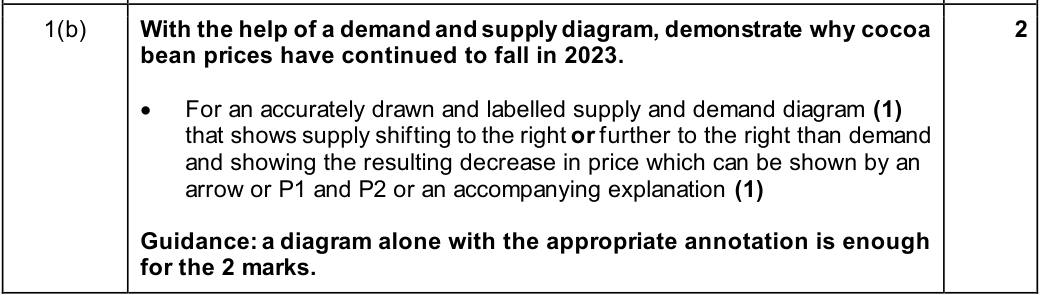 1(b) With the help of a demand and supply diagram, demonstrate why cocoa 2
bean prices have continued to fall in 2023.
• For an accurately drawn and labelled supply and demand diagram (1)
that shows supply shifting to the right or further to the right than demand
and showing the resulting decrease in price which can be shown by an
arrow or P1 and P2 or an accompanying explanation (1)
Guidance: a diagram alone with the appropriate annotation is enough
for the 2 marks.